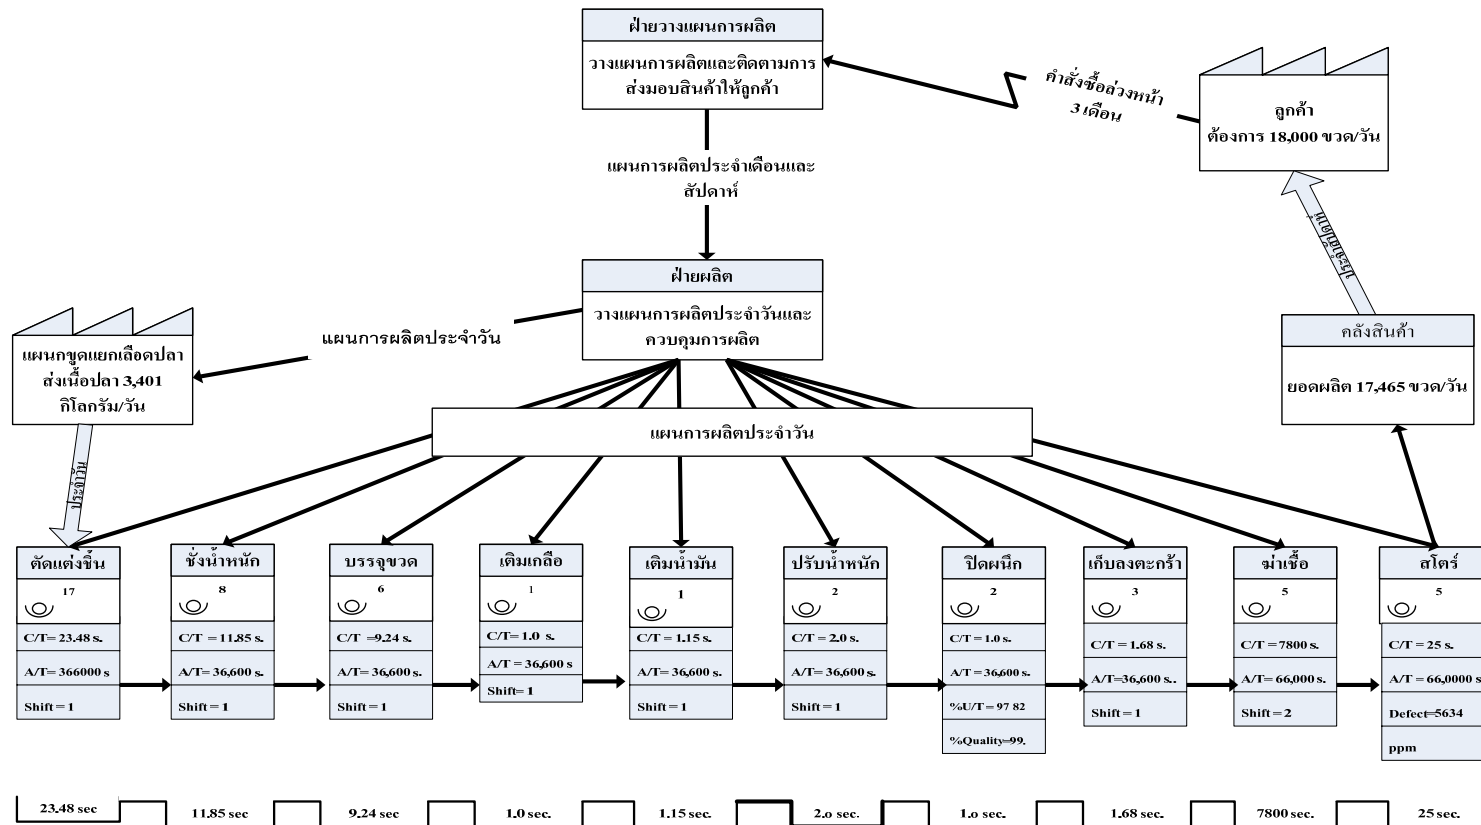 ฝ่ายวางแผนการผลิต
วางแผนการผลิตและติดตามการ
ส่งมอบสินค้าให้ลูกค้า
คำสั่งซื้อล่วงหน้า
3 เดือน
ลูกค้า
ต้องการ 18,000 ขวด/วัน
แผนการผลิตประจำเดือนและ
สัปดาห์
ประจำสัปดาห์
ฝ่ายผลิต
วางแผนการผลิตประจำวันและ
ควบคุมการผลิต
แผนการผลิตประจำวัน
แผนกขูดแยกเลือดปลา
ส่งเนื้อปลา 3,401
กิโลกรัม/วัน
คลังสินค้า
ยอดผลิต 17,465 ขวด/วัน
แผนการผลิตประจำวัน
ประจำวัน
ตัดแต่งชิ้น
17
C/T= 23.48 s.
A/T= 366000 s
Shift = 1
ชั่งน้ำหนัก
8
C/T = 11.85 s.
A/T= 36,600 s.
Shift = 1
บรรจุขวด
6
C/T =9.24 s.
A/T= 36,600 s.
Shift = 1
เติมเกลือ
1
C/T= 1.0 s.
A/T = 36,600 s
Shift= 1
เติมน้ำมัน
1
C/T = 1.15 s.
A/T= 36,600 s.
Shift = 1
ปรับน้ำหนัก
2
C/T= 2.0 s.
A/T= 36,600 s.
Shift = 1
ปิดผนึก
2
C/T = 1.0 s.
A/T =36,600 s.
%U/T = 97 82
%Quality=99.
เก็บลงตะกร้า
3
C/T = 1.68 s.
A/T=36,600 s..
Shift = 1
ฆ่าเชื้อ
5
C/T = 7800 s.
A/T = 66,000 s.
Shift = 2
สโตร์
5
C/T = 25 s.
A/T = 66,0000 s
Defect=5634
ppm
23.48 sec
11.85 sec
9.24 sec
1.0 sec.
1.15 sec.
2.0 sec.
1.0 sec.
1.68 sec.
7800 sec.
25 sec.